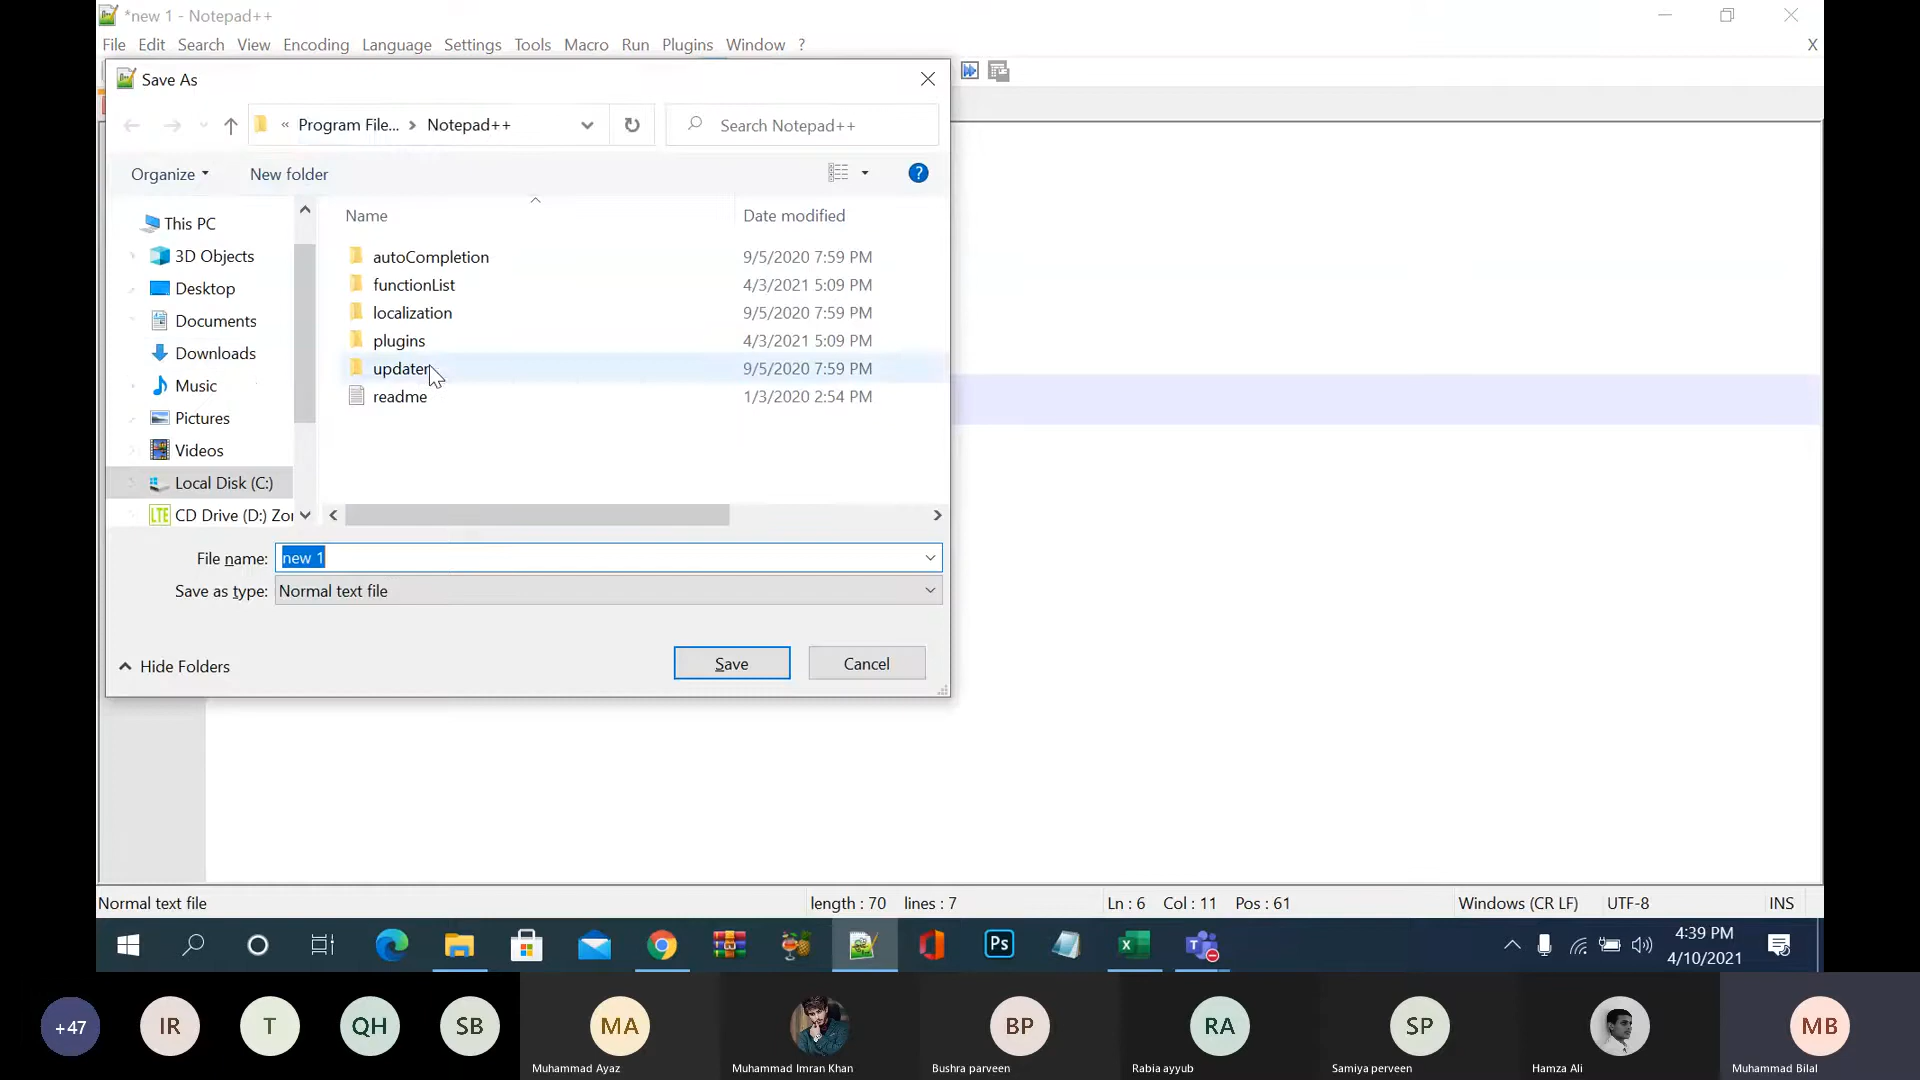 *new 1 - Notepad++
File Edit Search View Encoding Language Settings Tools Macro Run Plugins Window ? X
Save As
« Program File... > Notepad++
Search Notepad++
Organize New folder
Name Date modified
This PC
3D Objects
Desktop
Documents
Downloads
Music
Pictures
Videos
Local Disk (C:)
CD Drive (D:) Zo
autoCompletion 9/5/2020 7:59 PM
functionList 4/3/2021 5:09 PM
localization 9/5/2020 7:59 PM
plugins 4/3/2021 5:09 PM
updater 9/5/2020 7:59 PM
readme 1/3/2020 2:54 PM
File name: new 1
Save as type: Normal text file
Hide Folders
Save Cancel
Normal text file length : 70 lines : 7 Ln : 6 Col : 11 Pos : 61 Windows (CR LF) UTF-8 INS
Ps
4:39 PM
4/10/2021
+47 IR T QH SB MA BP RA SP MB
Muhammad Ayaz Muhammad Imran Khan Bushra parveen Rabia ayyub Samiya perveen Hamza Ali Muhammad Bilal